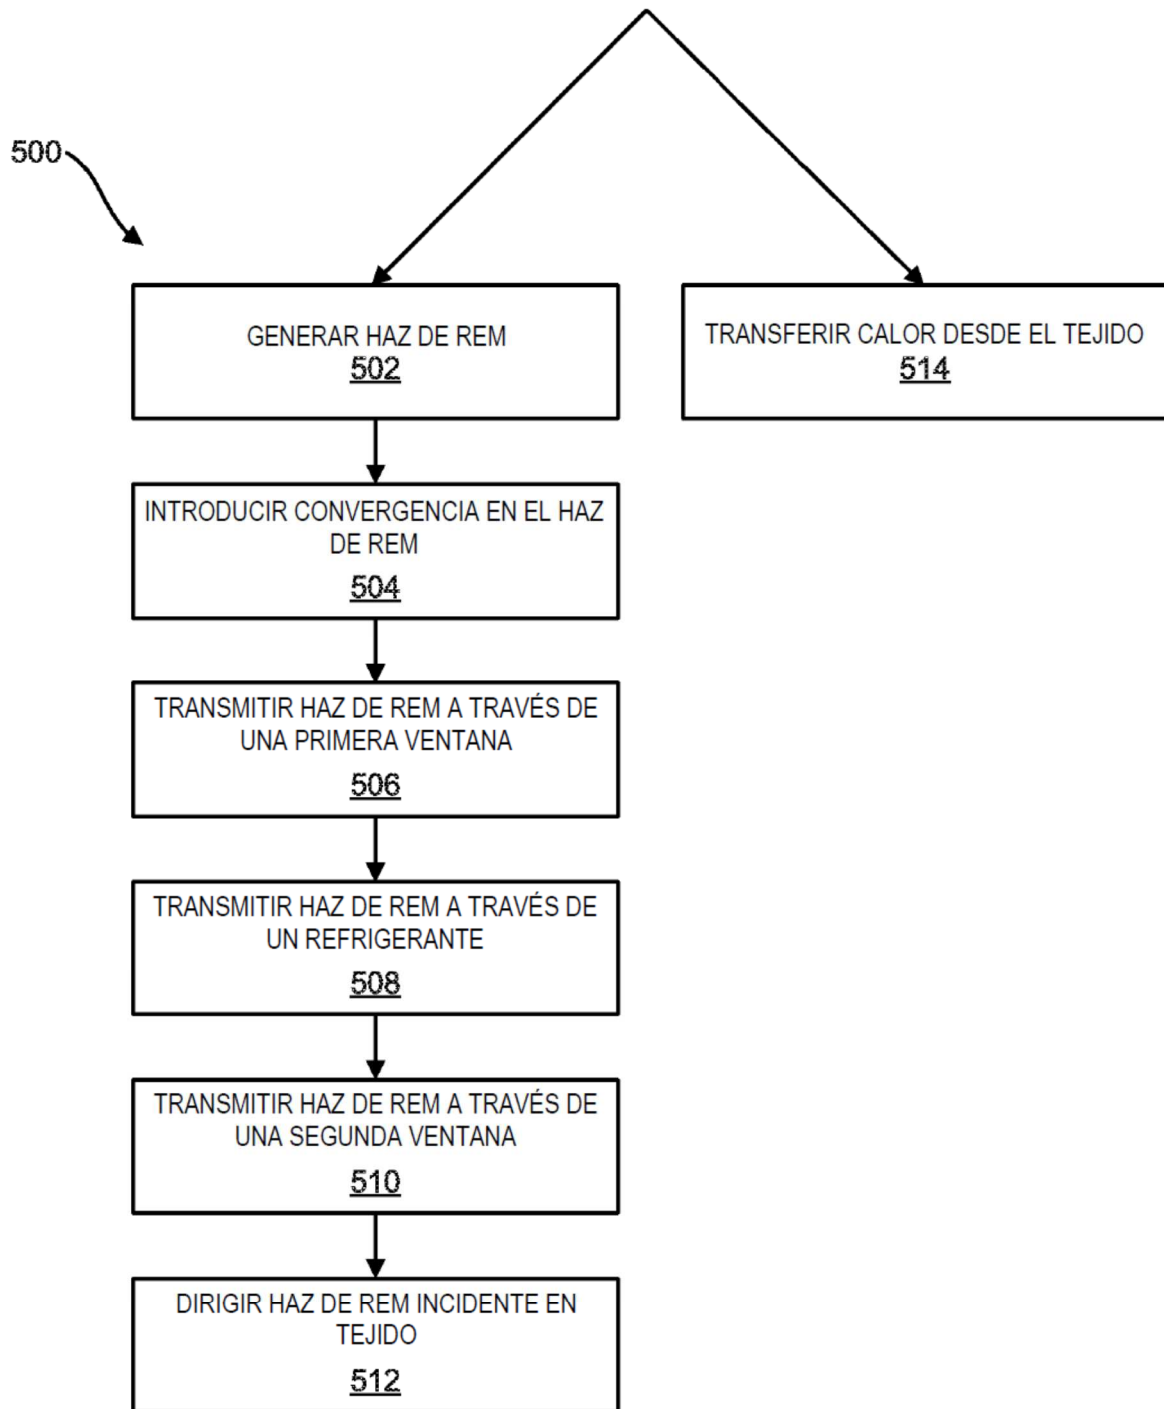 500
GENERAR HAZ DE REM
502
TRANSFERIR CALOR DESDE EL TEJIDO
514
INTRODUCIR CONVERGENCIA EN EL HAZ
DE REM
504
TRANSMITIR HAZ DE REM A TRAVÉS DE
UNA PRIMERA VENTANA
506
TRANSMITIR HAZ DE REM A TRAVÉS DE
UN REFRIGERANTE
508
TRANSMITIR HAZ DE REM A TRAVÉS DE
UNA SEGUNDA VENTANA
510
DIRIGIR HAZ DE REM INCIDENTE EN
TEJIDO
512